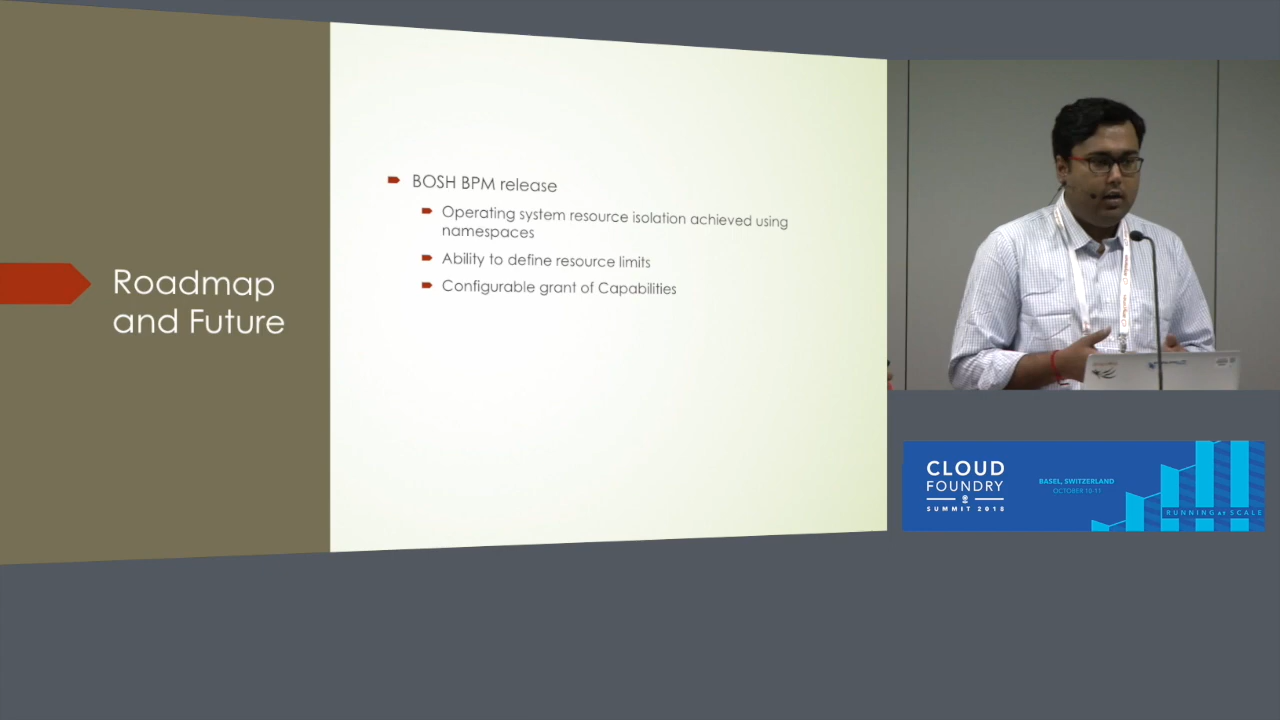 Roadmap
and Future
BOSH BPM release
Operating system resource isolation achieved using
namespaces
Ability to define resource limits
Configurable grant of Capabilities
CLOUD
FOUNDRY
SUMMIT 2018
BASEL, SWITZERLAND
OCTOBER 10-11
RUNNING AT SCALE